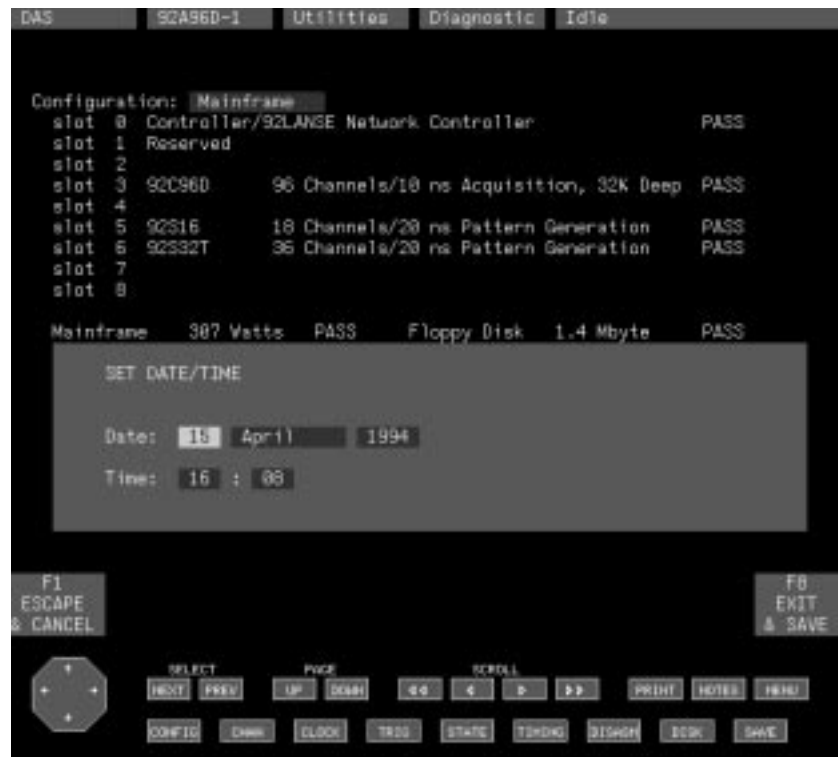 DAS 92A96D-1 Utilities Diagnostic Idle
Configuration: Mainframe
slot 0 Controller/92LANSE Network Controller PASS
slot 1 Reserved
slot 2
slot 3 92C96D 96 Channels/10 ns Acquisition, 32K Deep PASS
slot 4
slot 5 92S16 18 Channels/20 ns Pattern Generation PASS
slot 6 92S32T 36 Channels/20 ns Pattern Generation PASS
slot 7
slot 8
Mainframe 307 Watts PASS Floppy Disk 1.4 Mbyte PASS
SET DATE/TIME
Date: 15 April 1994
Time: 16 : 08
F1 F8
ESCAPE EXIT
& CANCEL & SAVE
SELECT PAGE SCROLL
NEXT PREV UP DOWN PRINT NOTES MENU
CONFIG CHAN CLOCK TRIG STATE TIMING DISASM DISK SAVE